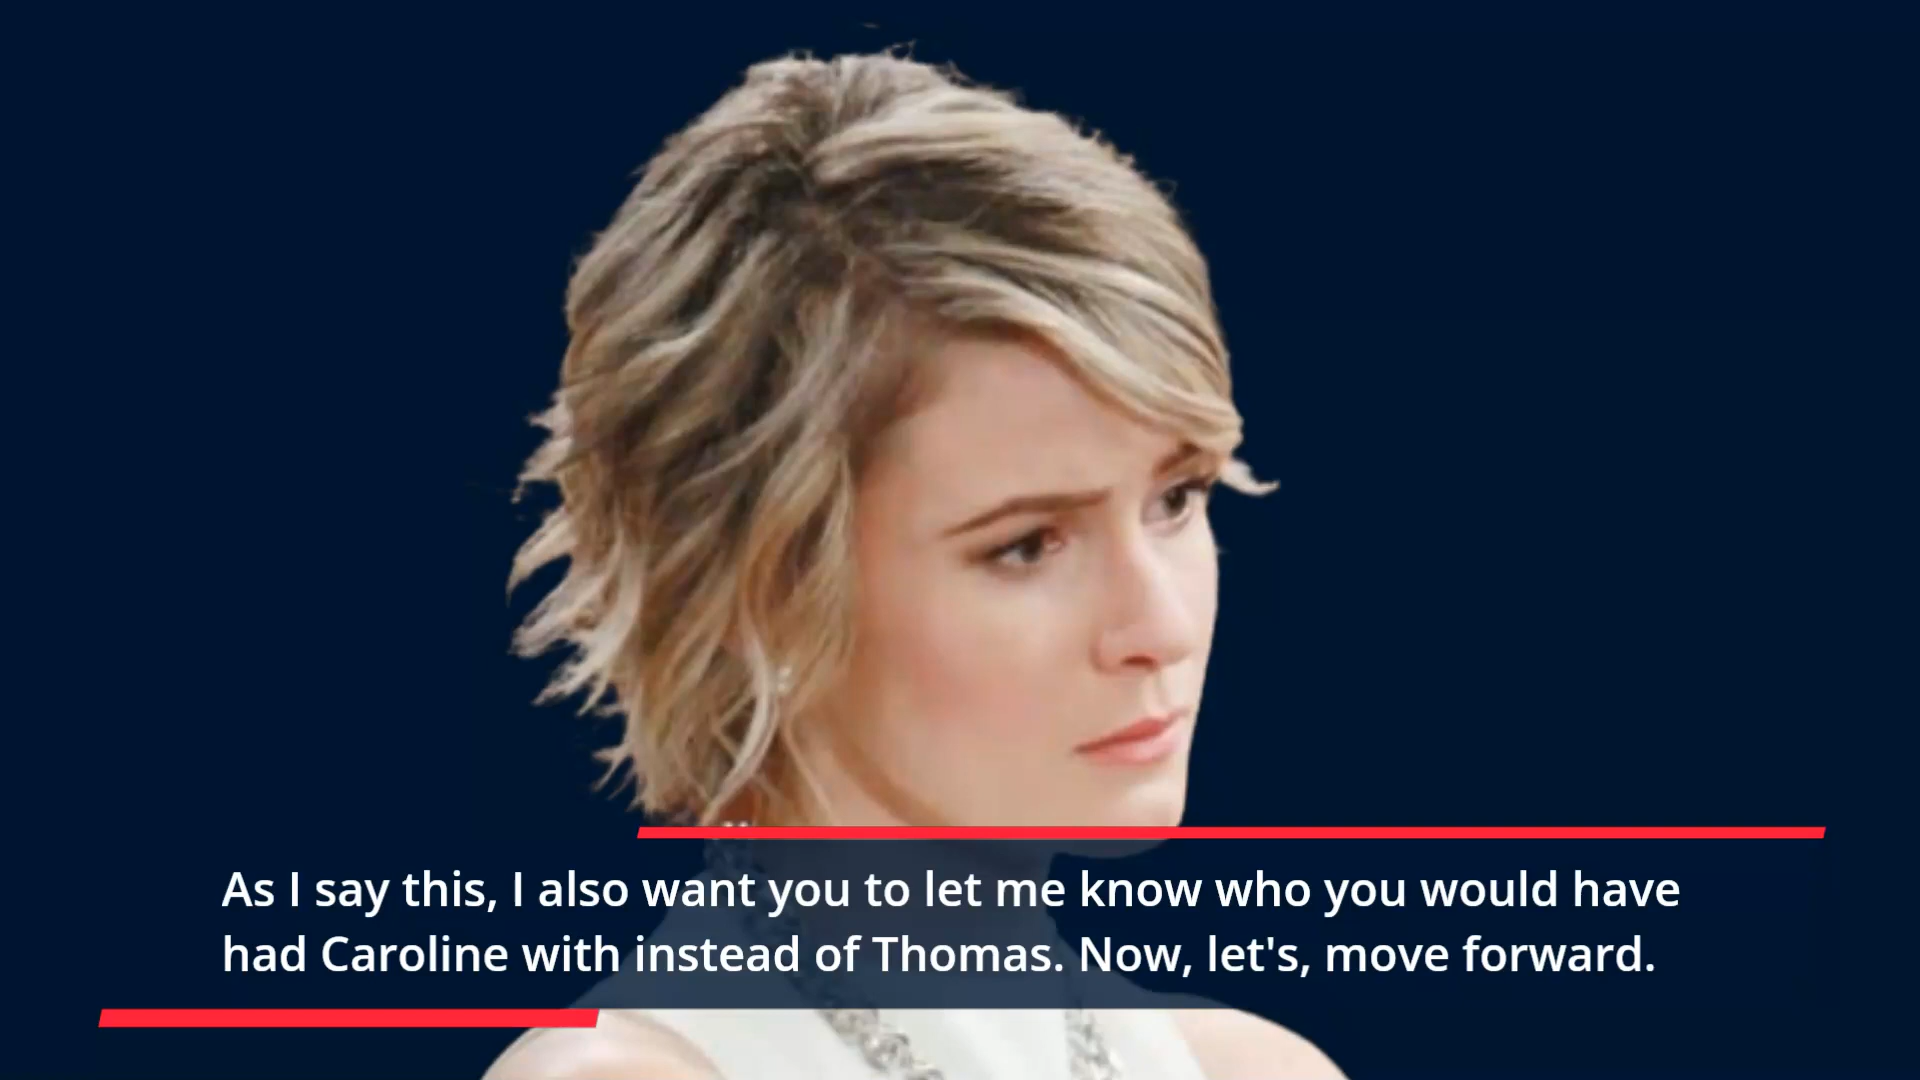 As I say this, I also want you to let me know who you would have
had Caroline with instead of Thomas. Now, let's, move forward.